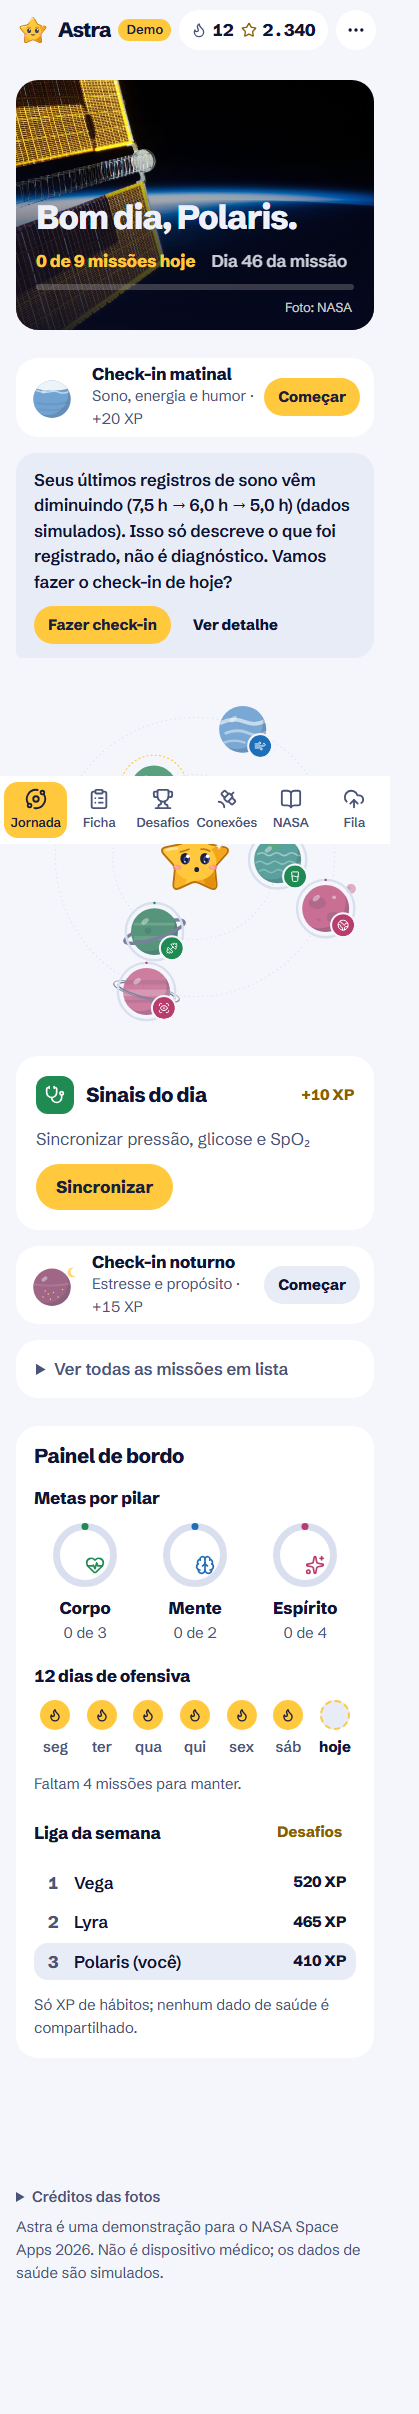 Astra Demo 12 2.340
Bom dia, Polaris.
0 de 9 missões hoje Dia 46 da missão
Foto: NASA
Check-in matinal
Sono, energia e humor ·
+20 XP
Começar
Seus últimos registros de sono vêm
diminuindo (7,5 h → 6,0 h → 5,0 h) (dados
simulados). Isso só descreve o que foi
registrado, não é diagnóstico. Vamos
fazer o check-in de hoje?
Fazer check-in Ver detalhe
Jornada Ficha Desafios Conexões NASA Fila
Sinais do dia +10 XP
Sincronizar pressão, glicose e SpO₂
Sincronizar
Check-in noturno
Estresse e propósito ·
+15 XP
Começar
Ver todas as missões em lista
Painel de bordo
Metas por pilar
Corpo Mente Espírito
0 de 3 0 de 2 0 de 4
12 dias de ofensiva
seg ter qua qui sex sáb hoje
Faltam 4 missões para manter.
Liga da semana Desafios
1 Vega 520 XP
2 Lyra 465 XP
3 Polaris (você) 410 XP
Só XP de hábitos; nenhum dado de saúde é
compartilhado.
Créditos das fotos
Astra é uma demonstração para o NASA Space
Apps 2026. Não é dispositivo médico; os dados de
saúde são simulados.